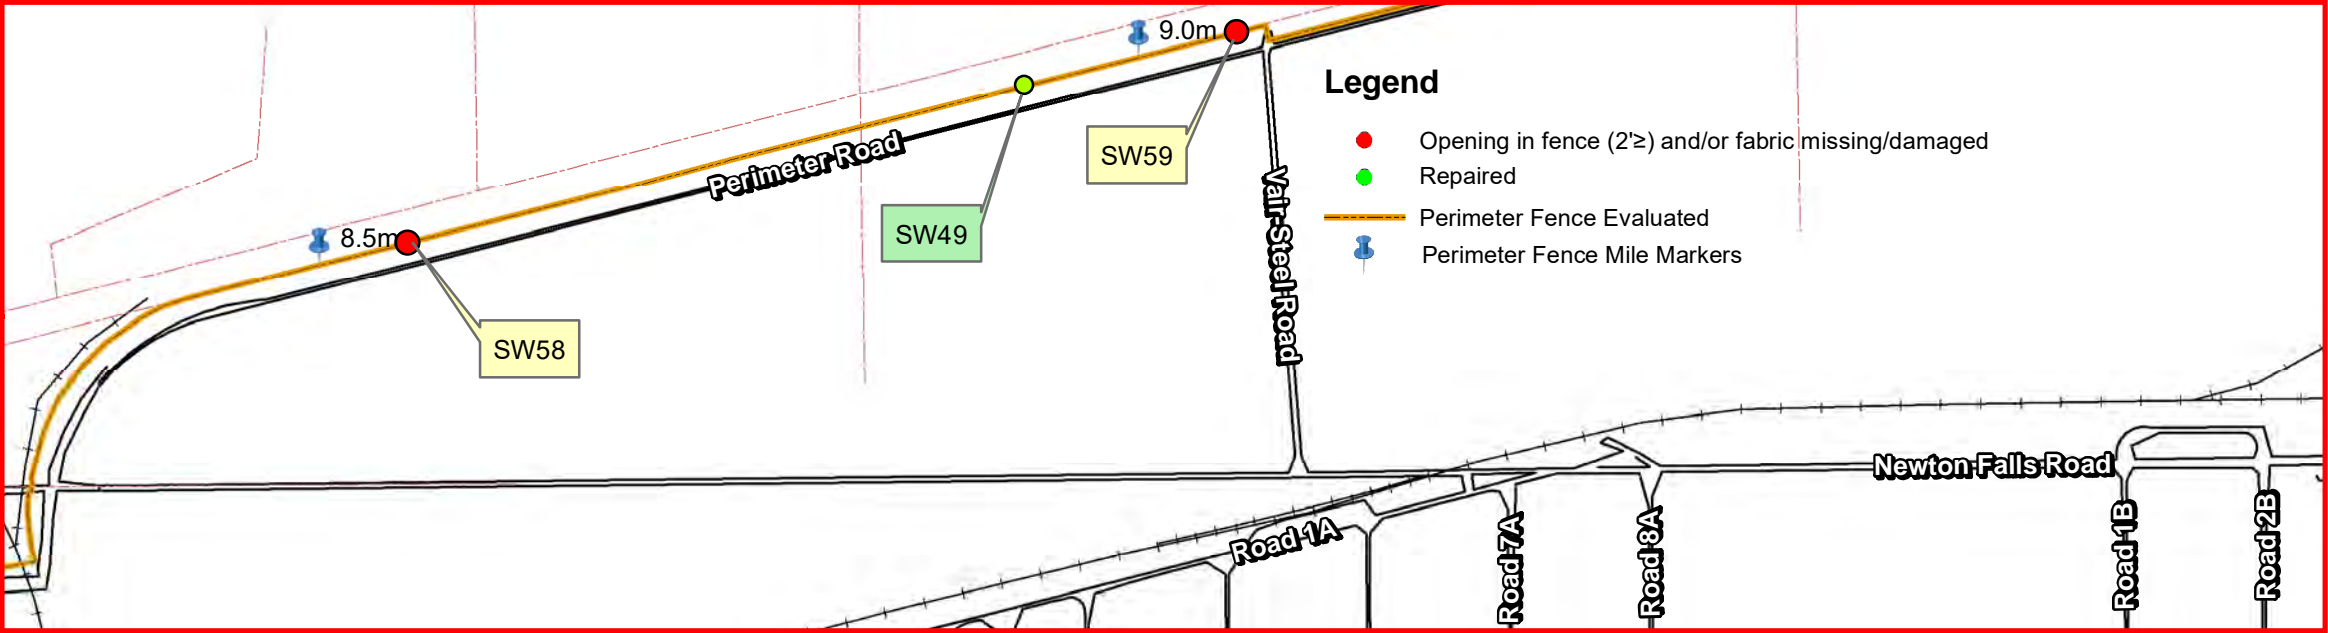 9.0m
Legend
Opening in fence (2'≥) and/or fabric missing/damaged
Repaired
Perimeter Fence Evaluated
Perimeter Fence Mile Markers
SW59
Perimeter Road
SW49
8.5m
SW58
Vair-Steel Road
Newton Falls Road
Road 1A
Road 7A
Road 8A
Road 1B
Road 2B